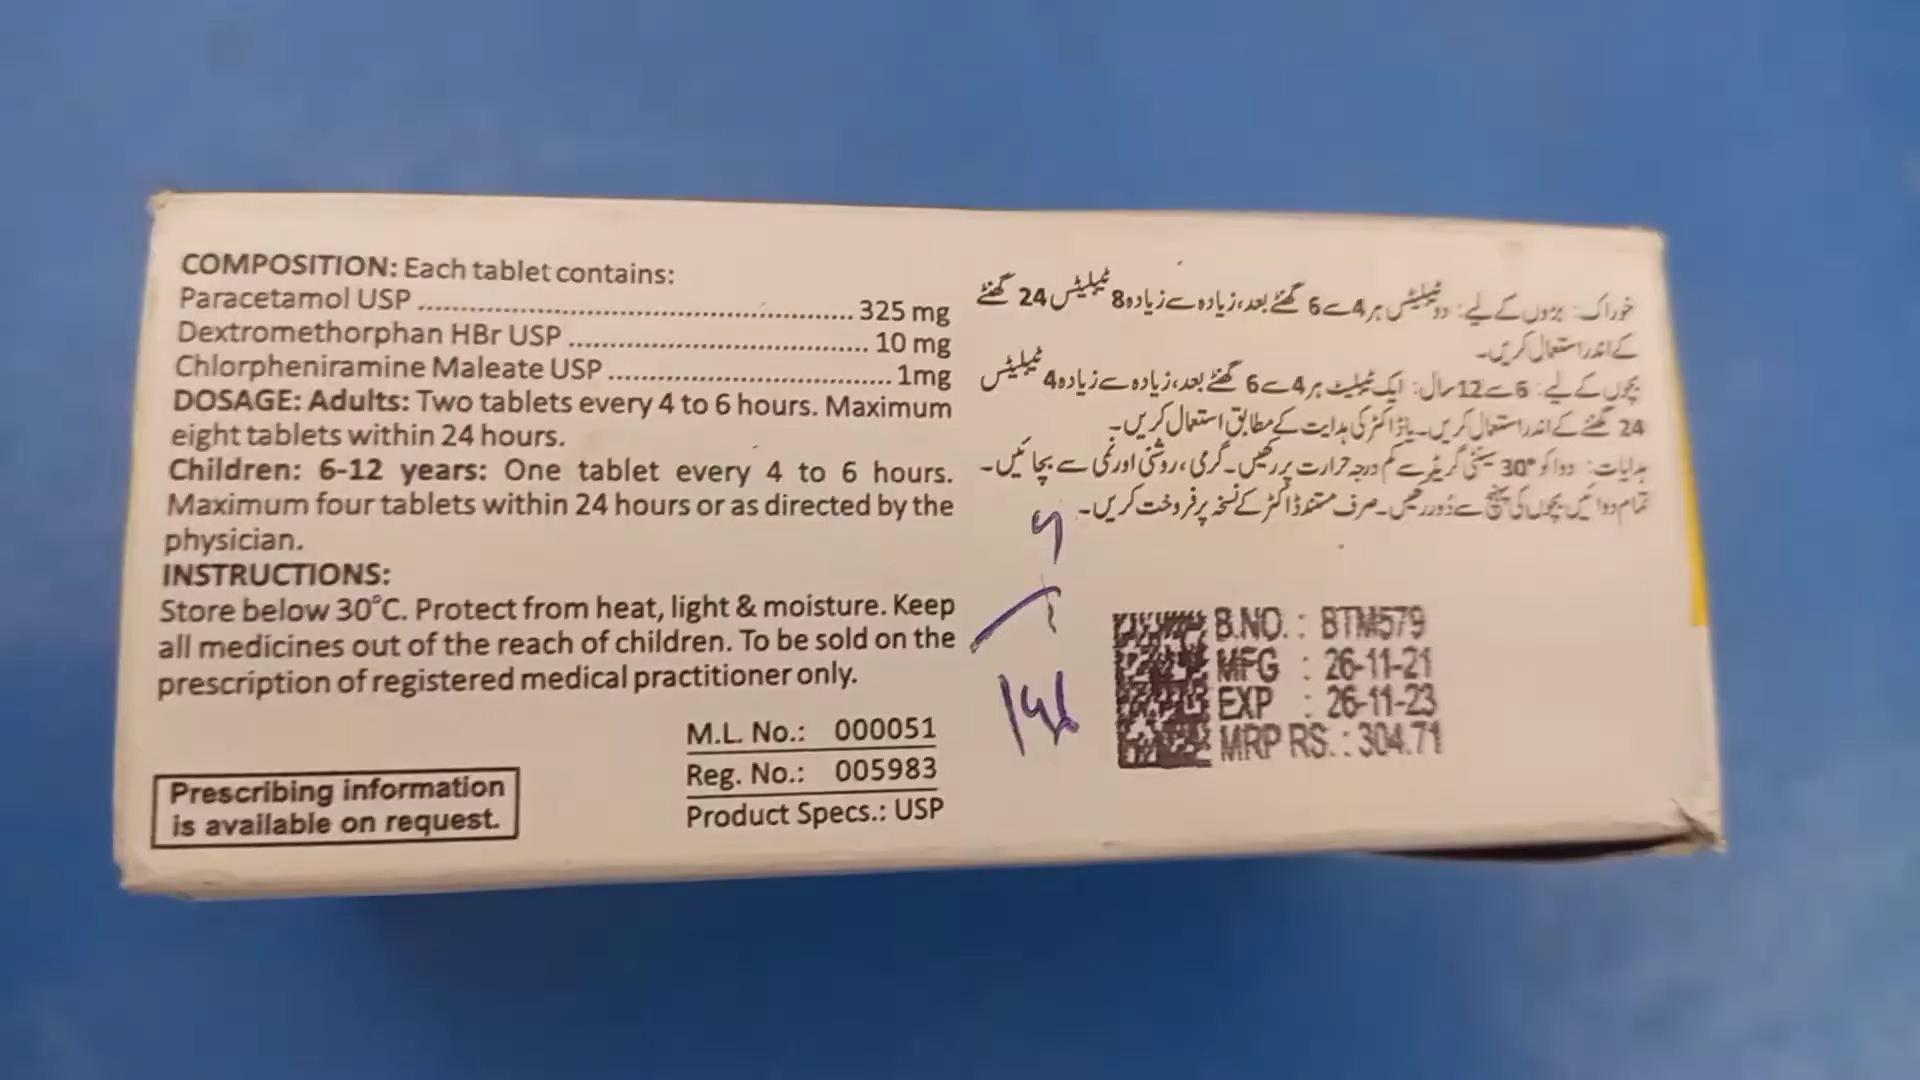 COMPOSITION: Each tablet contains:
Paracetamol USP ........................................................ 325 mg
Dextromethorphan HBr USP ...................................... 10 mg
Chlorpheniramine Maleate USP ................................... 1mg
DOSAGE: Adults: Two tablets every 4 to 6 hours. Maximum
eight tablets within 24 hours.
Children: 6-12 years: One tablet every 4 to 6 hours.
Maximum four tablets within 24 hours or as directed by the
physician.
INSTRUCTIONS:
Store below 30°C. Protect from heat, light & moisture. Keep
all medicines out of the reach of children. To be sold on the
prescription of registered medical practitioner only.
M.L. No.: 000051
Reg. No.: 005983
Product Specs.: USP
Prescribing information
is available on request.
خوراک: بڑوں کے لیے: دو ٹیبلیٹس ہر 4 سے 6 گھنٹے بعد، زیادہ سے زیادہ 8 ٹیبلیٹس 24 گھنٹے
کے اندر استعمال کریں۔
بچوں کے لیے: 6 سے 12 سال: ایک ٹیبلیٹ ہر 4 سے 6 گھنٹے بعد، زیادہ سے زیادہ 4 ٹیبلیٹس
24 گھنٹے کے اندر استعمال کریں۔ یا ڈاکٹر کی ہدایت کے مطابق استعمال کریں۔
ہدایات: دوا کو 30° سینٹی گریڈ سے کم درجہ حرارت پر رکھیں۔ گرمی، روشنی اور نمی سے بچائیں۔
تمام دوائیں بچوں کی پہنچ سے دور رکھیں۔ صرف مستند ڈاکٹر کے نسخہ پر فروخت کریں۔
B.NO. : BTM579
MFG : 26-11-21
EXP : 26-11-23
MRP RS. : 304.71